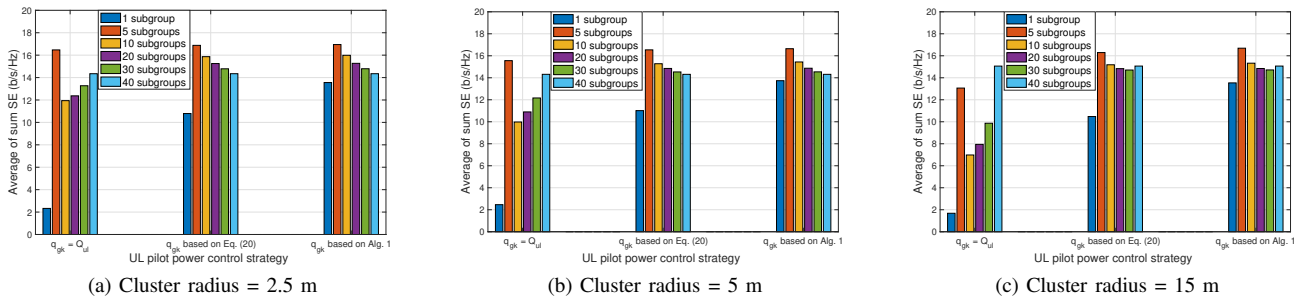 20
18
16
14
12
10
8
6
4
2
0
Average of sum SE (b/s/Hz)
1 subgroup
5 subgroups
10 subgroups
20 subgroups
30 subgroups
40 subgroups
q_gk = Q_ul
q_gk based on Eq. (20)
q_gk based on Alg. 1
UL pilot power control strategy
(a) Cluster radius = 2.5 m
20
18
16
14
12
10
8
6
4
2
0
Average of sum SE (b/s/Hz)
1 subgroup
5 subgroups
10 subgroups
20 subgroups
30 subgroups
40 subgroups
q_gk = Q_ul
q_gk based on Eq. (20)
q_gk based on Alg. 1
UL pilot power control strategy
(b) Cluster radius = 5 m
20
18
16
14
12
10
8
6
4
2
0
Average of sum SE (b/s/Hz)
1 subgroup
5 subgroups
10 subgroups
20 subgroups
30 subgroups
40 subgroups
q_gk = Q_ul
q_gk based on Eq. (20)
q_gk based on Alg. 1
UL pilot power control strategy
(c) Cluster radius = 15 m